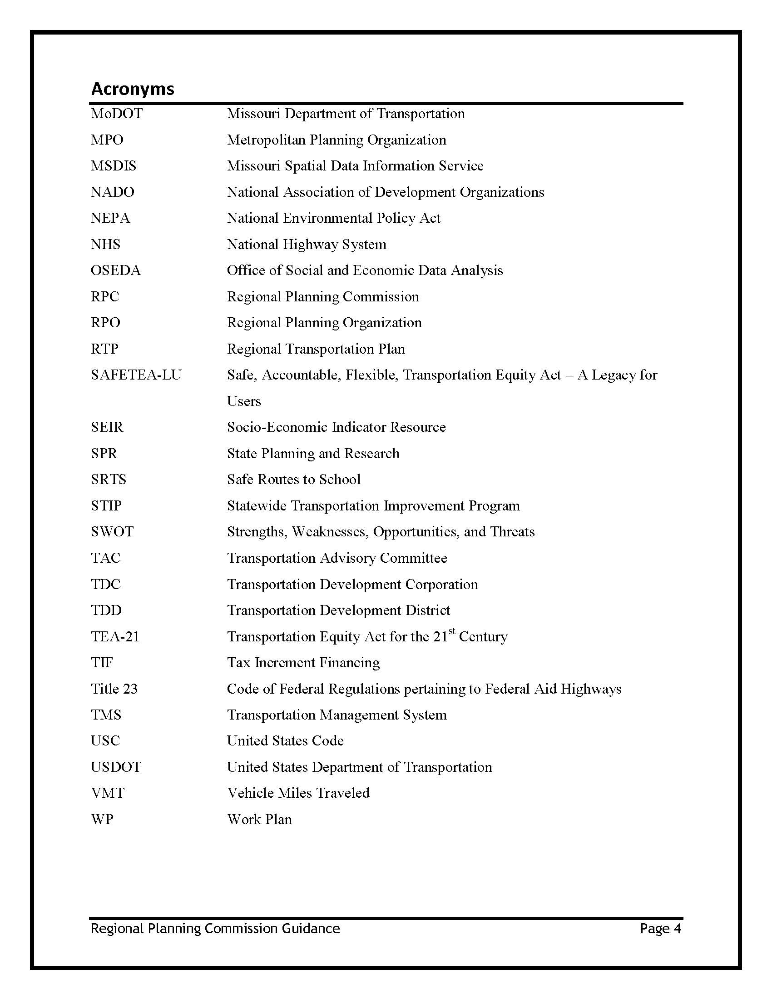 Acronyms
MoDOT Missouri Department of Transportation
MPO Metropolitan Planning Organization
MSDIS Missouri Spatial Data Information Service
NADO National Association of Development Organizations
NEPA National Environmental Policy Act
NHS National Highway System
OSEDA Office of Social and Economic Data Analysis
RPC Regional Planning Commission
RPO Regional Planning Organization
RTP Regional Transportation Plan
SAFETEA-LU Safe, Accountable, Flexible, Transportation Equity Act – A Legacy for
Users
SEIR Socio-Economic Indicator Resource
SPR State Planning and Research
SRTS Safe Routes to School
STIP Statewide Transportation Improvement Program
SWOT Strengths, Weaknesses, Opportunities, and Threats
TAC Transportation Advisory Committee
TDC Transportation Development Corporation
TDD Transportation Development District
TEA-21 Transportation Equity Act for the 21st Century
TIF Tax Increment Financing
Title 23 Code of Federal Regulations pertaining to Federal Aid Highways
TMS Transportation Management System
USC United States Code
USDOT United States Department of Transportation
VMT Vehicle Miles Traveled
WP Work Plan
Regional Planning Commission Guidance Page 4